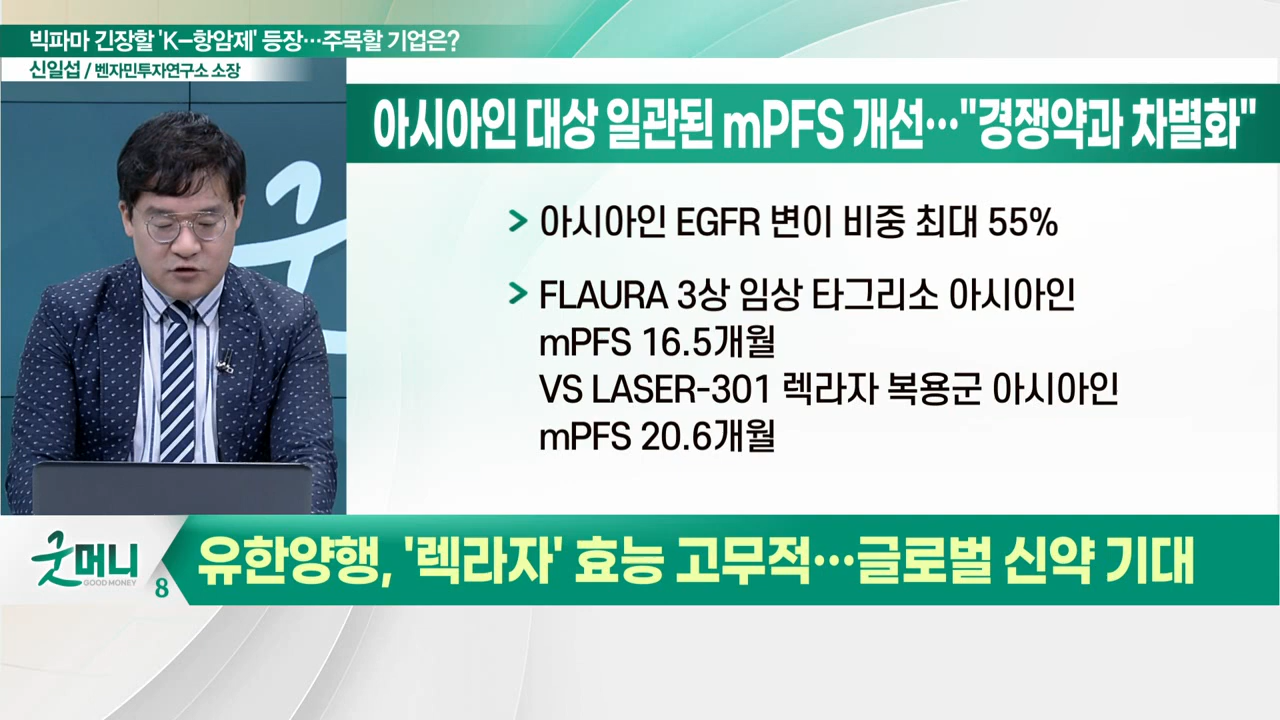 빅파마 긴장할 'K-항암제' 등장…주목할 기업은?
신일섭 / 벤자민투자연구소 소장
아시아인 대상 일관된 mPFS 개선…"경쟁약과 차별화"
> 아시아인 EGFR 변이 비중 최대 55%
> FLAURA 3상 임상 타그리소 아시아인
mPFS 16.5개월
VS LASER-301 렉라자 복용군 아시아인
mPFS 20.6개월
굿머니
GOOD MONEY
8
유한양행, '렉라자' 효능 고무적…글로벌 신약 기대